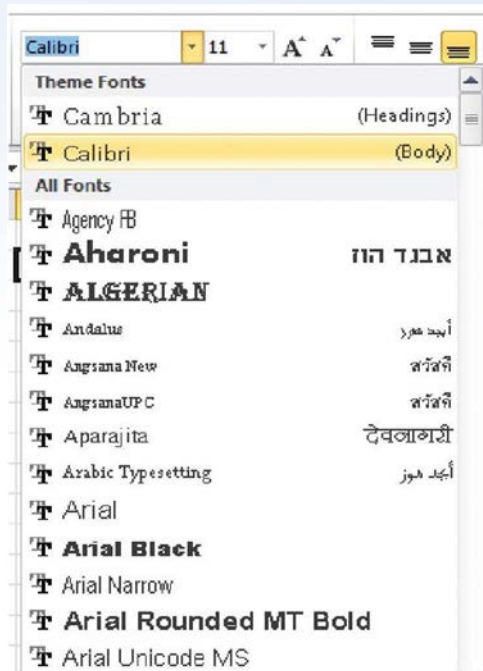 Calibri 11 A A
Theme Fonts
Cambria (Headings)
Calibri (Body)
All Fonts
Agency FB
Aharoni אבגד הוז
ALGERIAN
Andalus أبجد هوز
Angsana New สวัสดี
AngsanaUPC สวัสดี
Aparajita देवनागरी
Arabic Typesetting أبجد هوز
Arial
Arial Black
Arial Narrow
Arial Rounded MT Bold
Arial Unicode MS